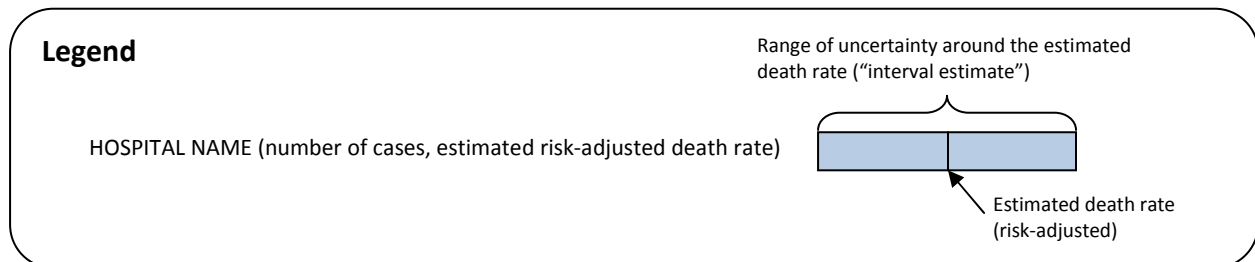 Legend
Range of uncertainty around the estimated
death rate (“interval estimate”)
HOSPITAL NAME (number of cases, estimated risk-adjusted death rate)
Estimated death rate
(risk-adjusted)